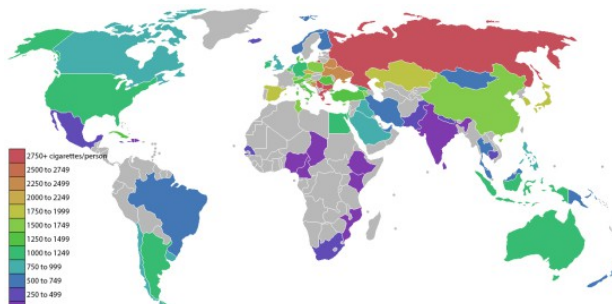 2750+ cigarettes/person
2500 to 2749
2250 to 2499
2000 to 2249
1750 to 1999
1500 to 1749
1250 to 1499
1000 to 1249
750 to 999
500 to 749
250 to 499